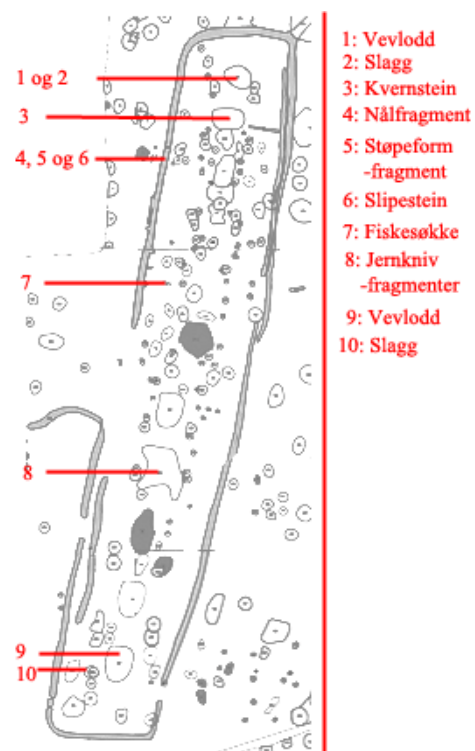 1 og 2
3
4, 5 og 6
7
8
9
10
1: Vevlodd
2: Slagg
3: Kvernstein
4: Nålfragment
5: Støpeform
-fragment
6: Slipestein
7: Fiskesøkke
8: Jernkniv
-fragmenter
9: Vevlodd
10: Slagg